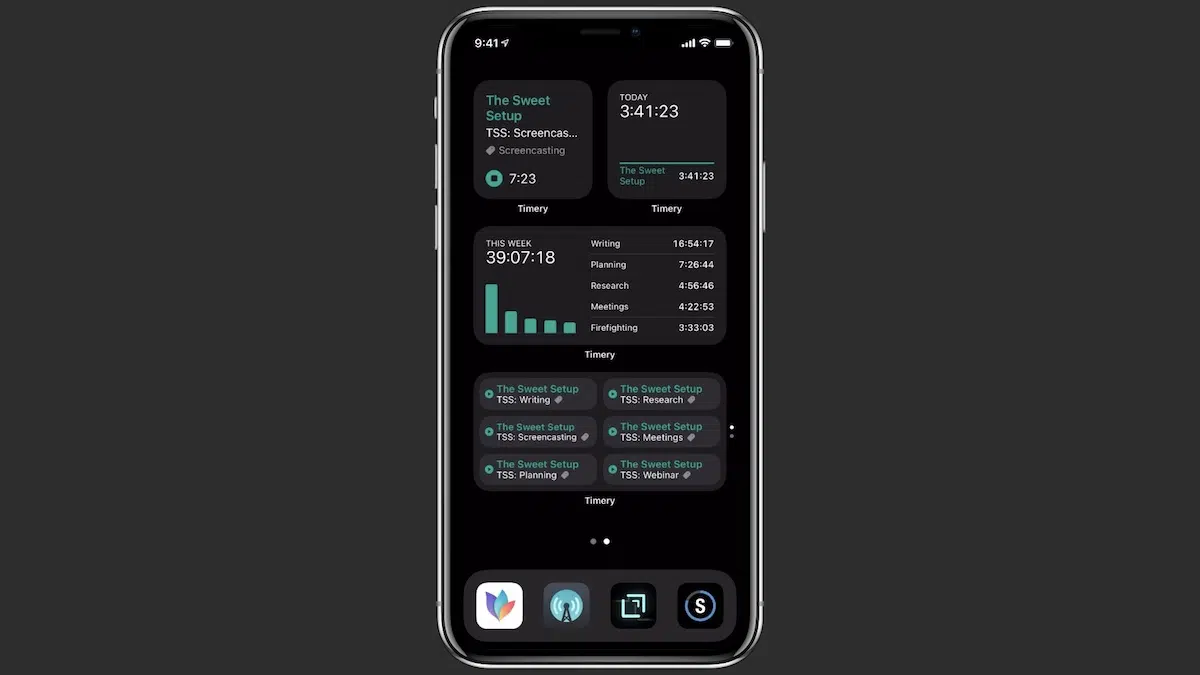 9:41
The Sweet
Setup
TSS: Screencas...
Screencasting
7:23
Timery
TODAY
3:41:23
The Sweet
Setup
3:41:23
Timery
THIS WEEK
39:07:18
Writing 16:54:17
Planning 7:26:44
Research 4:56:46
Meetings 4:22:53
Firefighting 3:33:03
Timery
The Sweet Setup
TSS: Writing
The Sweet Setup
TSS: Research
The Sweet Setup
TSS: Screencasting
The Sweet Setup
TSS: Meetings
The Sweet Setup
TSS: Planning
The Sweet Setup
TSS: Webinar
Timery
S